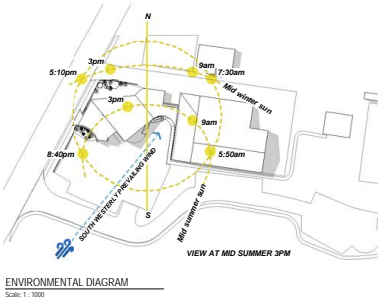 N
3pm
9am
5:10pm
7:30am
Mid winter sun
3pm
9am
8:40pm
5:50am
SOUTH WESTERLY PREVAILING WIND
S
Mid summer sun
VIEW AT MID SUMMER 3PM
ENVIRONMENTAL DIAGRAM
Scale: 1 : 1000